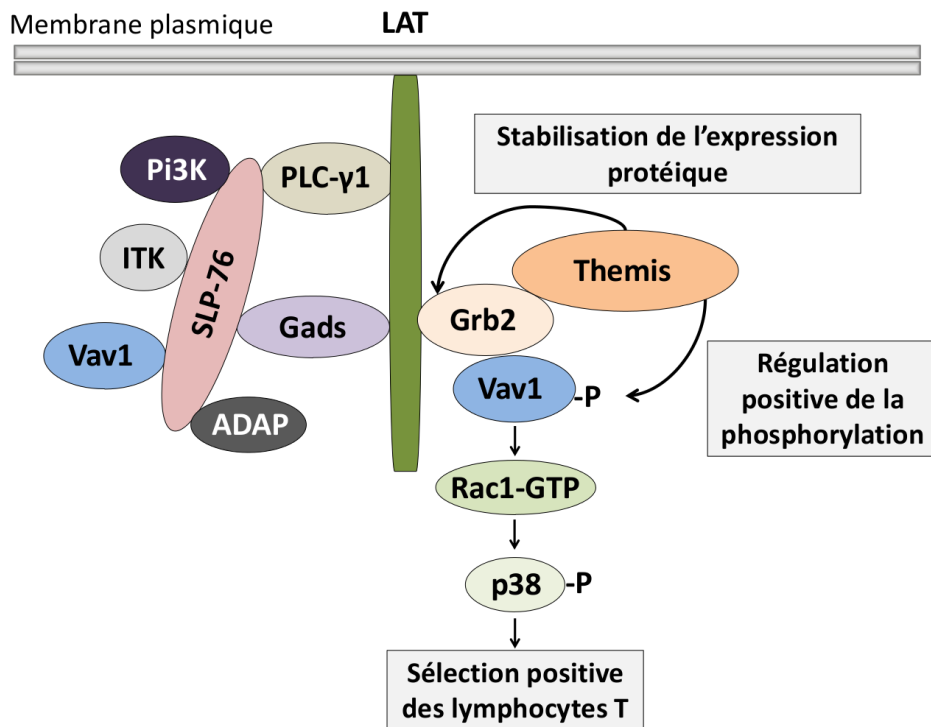 Membrane plasmique
LAT
Stabilisation de l’expression
protéique
Pi3K
PLC-γ1
Themis
ITK
SLP-76
Gads
Grb2
Vav1
Vav1
-P
Régulation
positive de la
phosphorylation
ADAP
Rac1-GTP
p38
-P
Sélection positive
des lymphocytes T